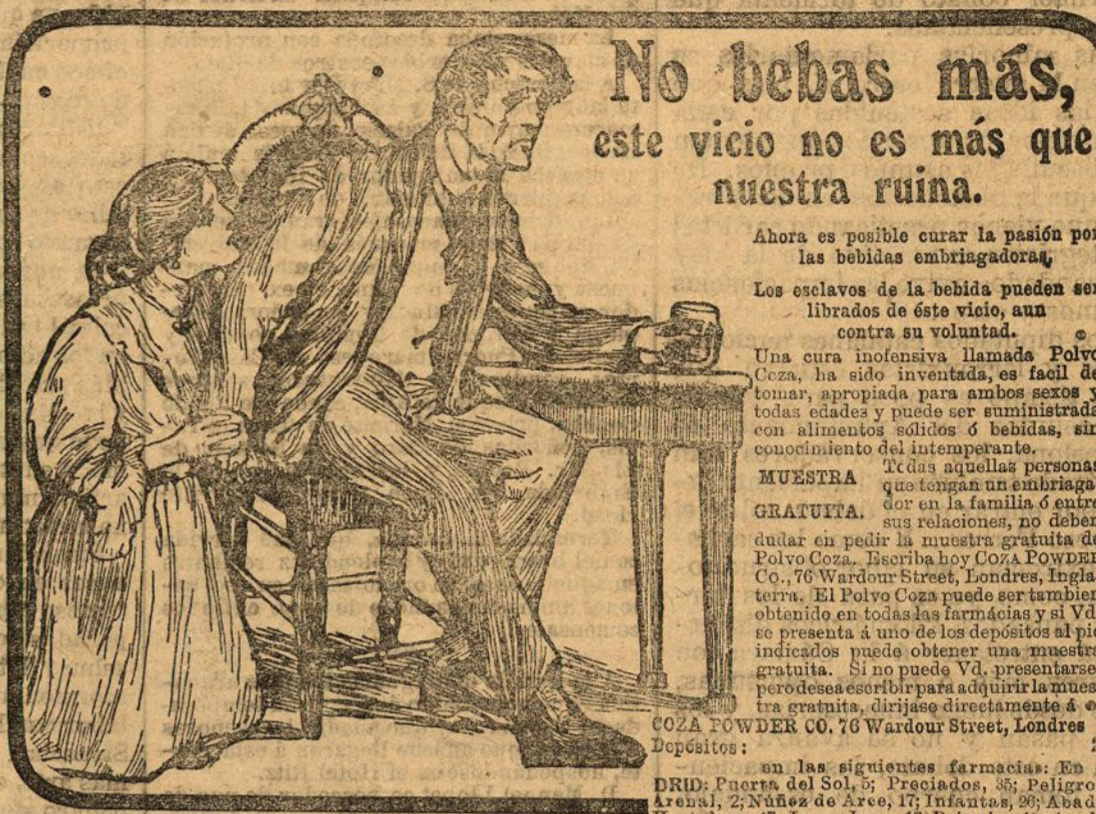 No bebas más,
este vicio no es más que
nuestra ruina.
Ahora es posible curar la pasión por
las bebidas embriagadoras,
Los esclavos de la bebida pueden ser
librados de éste vicio, aun
contra su voluntad.
Una cura inofensiva llamada Polvo
Coza, ha sido inventada, es facil de
tomar, apropiada para ambos sexos y
todas edades y puede ser suministrada
con alimentos sólidos ó bebidas, sin
conocimiento del intemperante.
MUESTRA GRATUITA.
Todas aquellas personas
que tengan un embriaga
dor en la familia ó entre
sus relaciones, no deben
dudar en pedir la muestra gratuita de
Polvo Coza. Escriba hoy COZA POWDER
Co., 76 Wardour Street, Londres, Ingla
terra. El Polvo Coza puede ser tambien
obtenido en todas las farmácias y si Vd.
se presenta á uno de los depósitos al pie
indicados puede obtener una muestra
gratuita. Si no puede Vd. presentarse,
pero desea escribir para adquirir la mues
tra gratuita, dirijase directamente á
COZA POWDER CO. 76 Wardour Street, Londres
Depósitos:
en las siguientes farmacias: En
DRID: Puerta del Sol, 5; Preciados, 35; Peligro
Arenal, 2; Núñez de Arce, 17; Infantas, 26; Abad